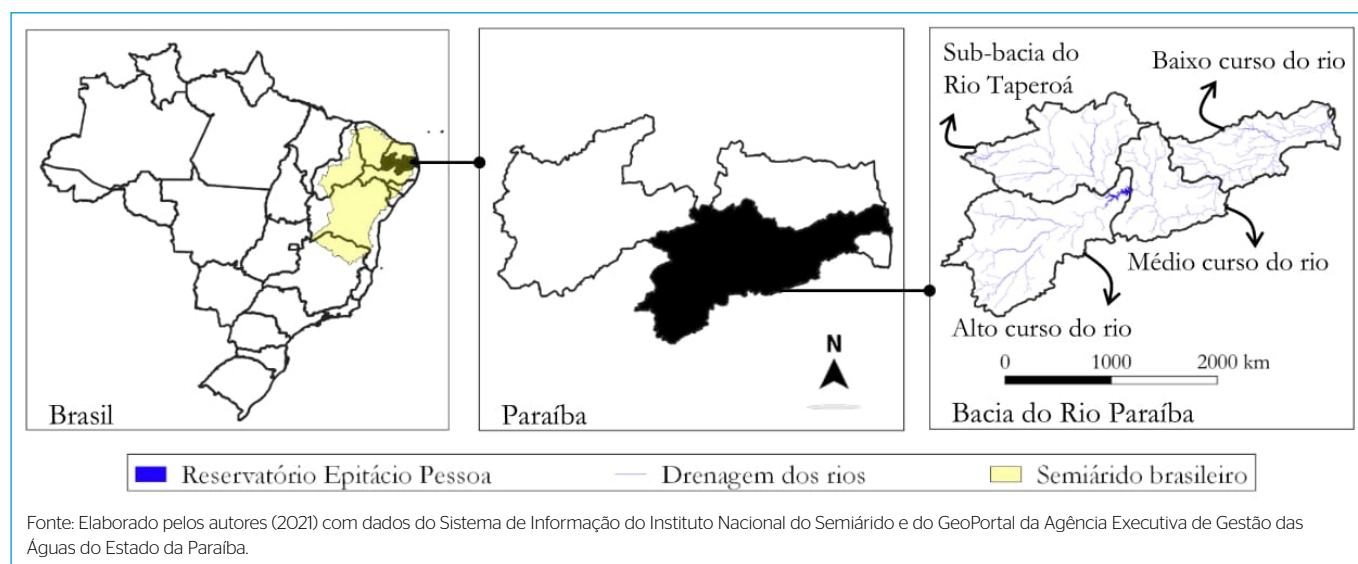 Brasil
Paraíba
N
Sub-bacia do
Rio Taperoá
Baixo curso do rio
Médio curso do rio
Alto curso do rio
0 1000 2000 km
Bacia do Rio Paraíba
Reservatório Epitácio Pessoa
Drenagem dos rios
Semiárido brasileiro
Fonte: Elaborado pelos autores (2021) com dados do Sistema de Informação do Instituto Nacional do Semiárido e do GeoPortal da Agência Executiva de Gestão das
Águas do Estado da Paraíba.